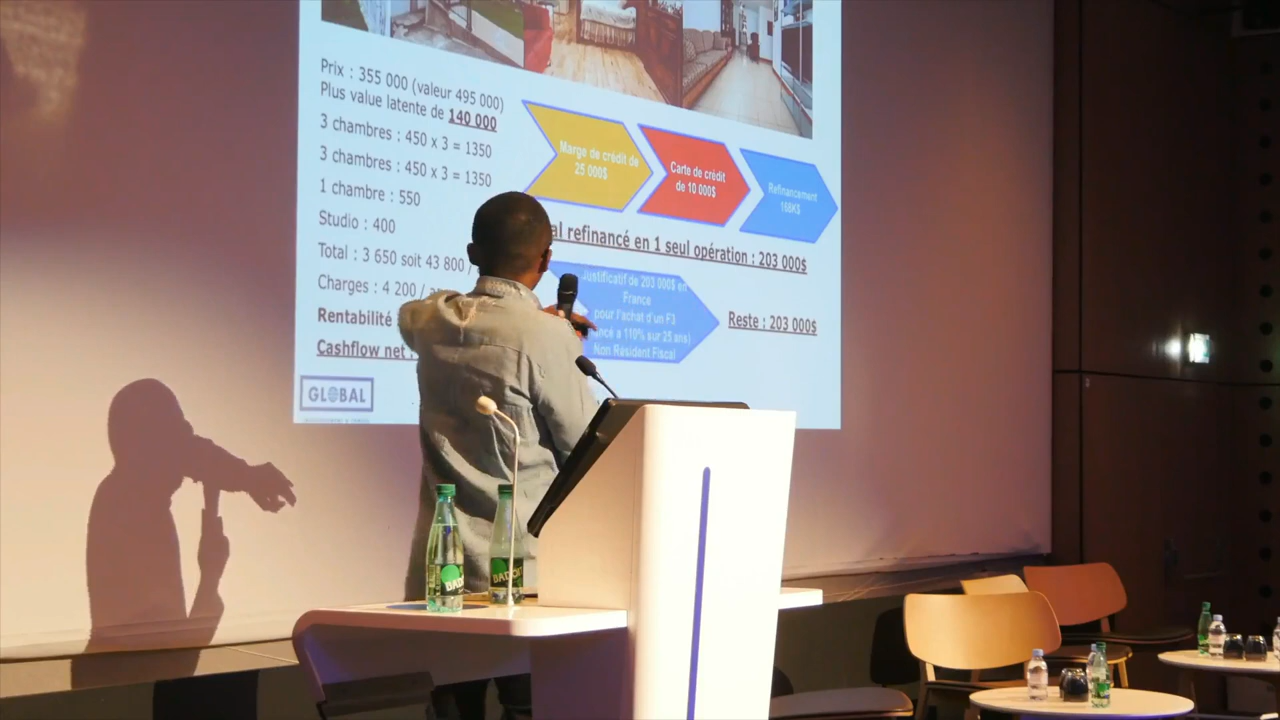 Prix : 355 000 (valeur 495 000)
Plus value latente de 140 000
3 chambres : 450 x 3 = 1350
3 chambres : 450 x 3 = 1350
1 chambre : 550
Studio : 400
Total : 3 650 soit 43 800 /
Charges : 4 200 /
Rentabilité
Cashflow net
Marge de crédit de
25 000$
Carte de crédit
de 10 000$
Refinancement
168K$
al refinancé en 1 seul opération : 203 000$
Justificatif de 203 000$ en
France
pour l'achat d'un F3
à 110% sur 25 ans)
Non Résident Fiscal
Reste : 203 000$
GLOBAL
BADOIT